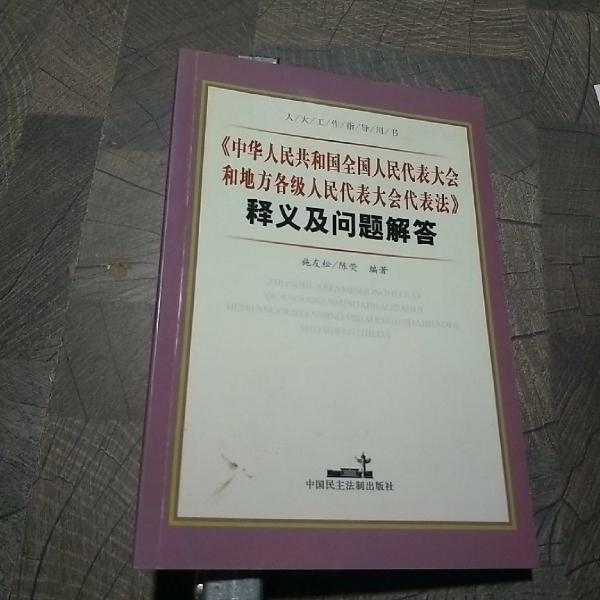 人/大/工/作/指/导/用/书
《中华人民共和国全国人民代表大会
和地方各级人民代表大会代表法》
释义及问题解答
施友松/陈荧 编著
中国民主法制出版社